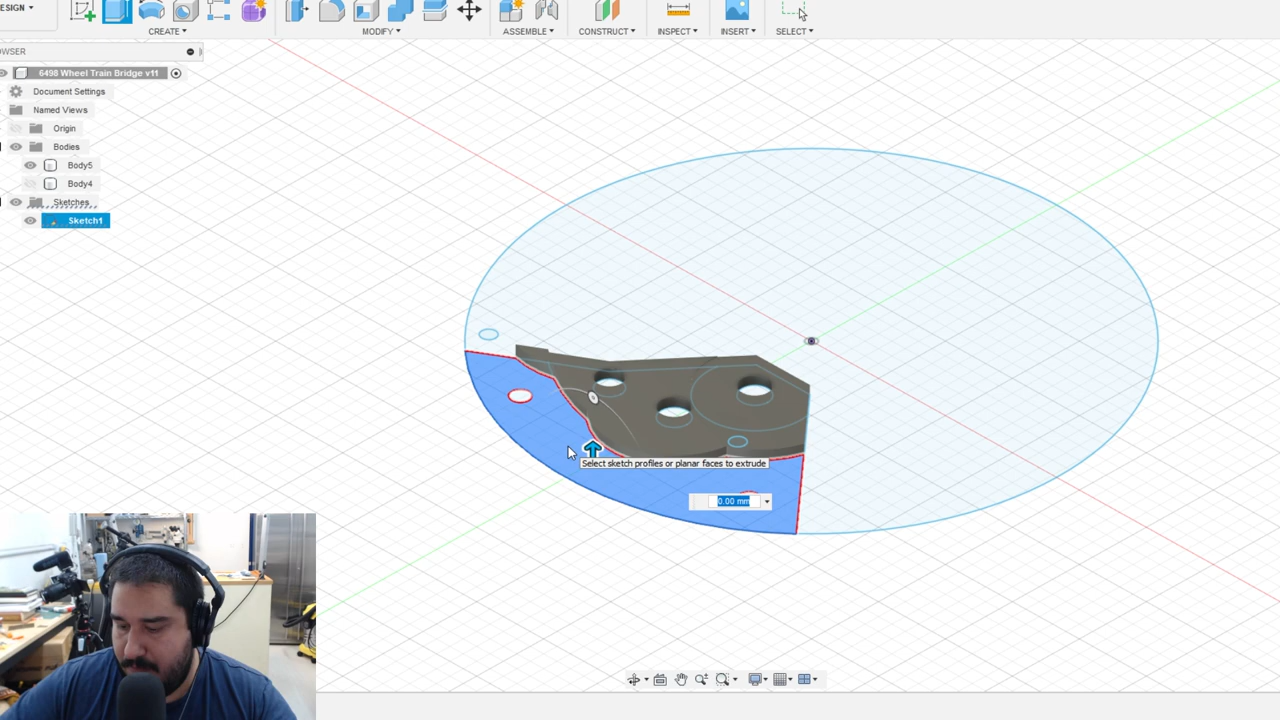 ESIGN ▾
CREATE ▾
MODIFY ▾
ASSEMBLE ▾
CONSTRUCT ▾
INSPECT ▾
INSERT ▾
SELECT ▾
WSER
6498 Wheel Train Bridge v11
Document Settings
Named Views
Origin
Bodies
Body5
Body4
Sketches
Sketch1
Select sketch profiles or planar faces to extrude
0.00 mm